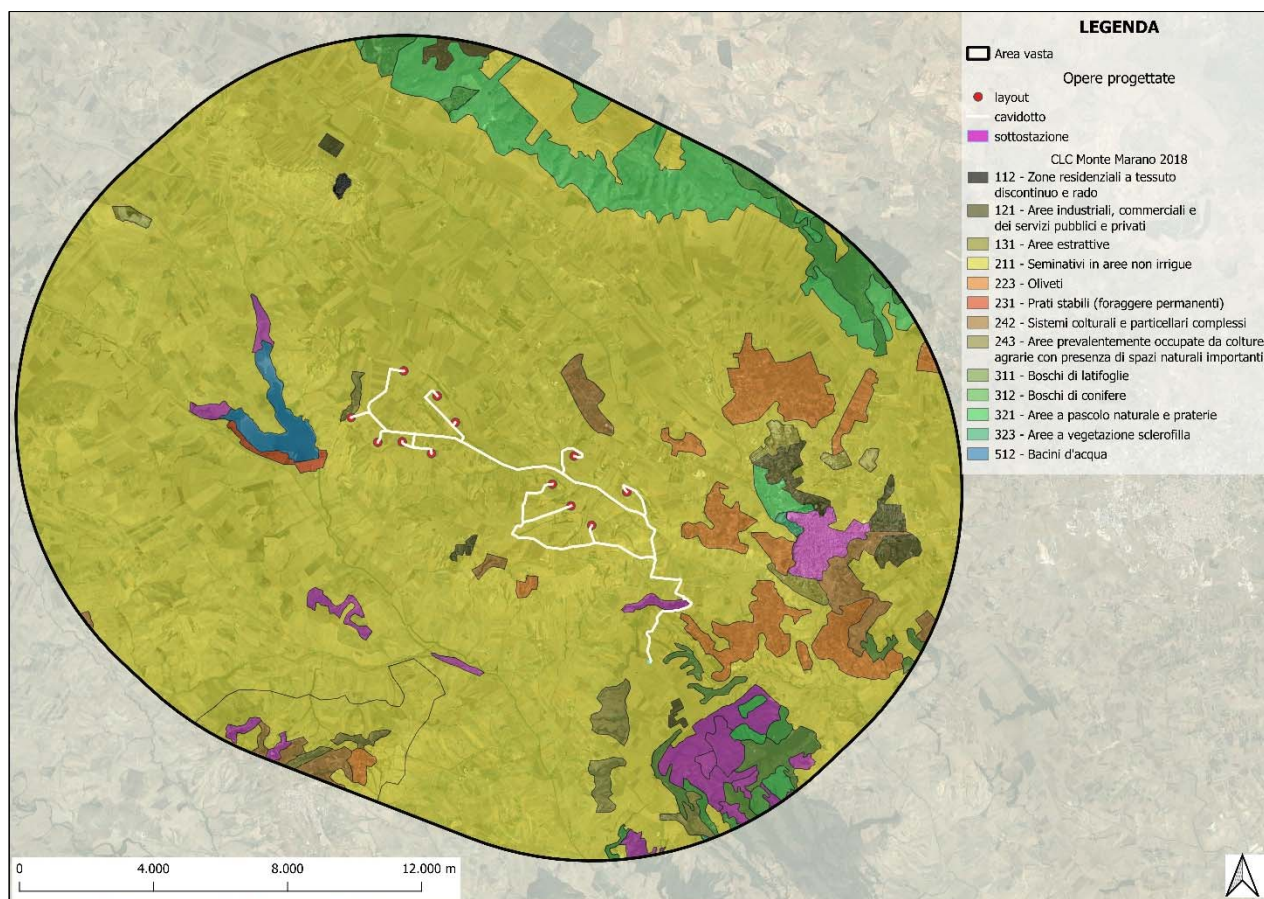 LEGENDA
Area vasta
Opere progettate
layout
cavidotto
sottostazione
CLC Monte Marano 2018
112 - Zone residenziali a tessuto
discontinuo e rado
121 - Aree industriali, commerciali e
dei servizi pubblici e privati
131 - Aree estrattive
211 - Seminativi in aree non irrigue
223 - Oliveti
231 - Prati stabili (foraggere permanenti)
242 - Sistemi colturali e particellari complessi
243 - Aree prevalentemente occupate da colture
agrarie con presenza di spazi naturali importanti
311 - Boschi di latifoglie
312 - Boschi di conifere
321 - Aree a pascolo naturale e praterie
323 - Aree a vegetazione sclerofilla
512 - Bacini d'acqua
0 4.000 8.000 12.000 m